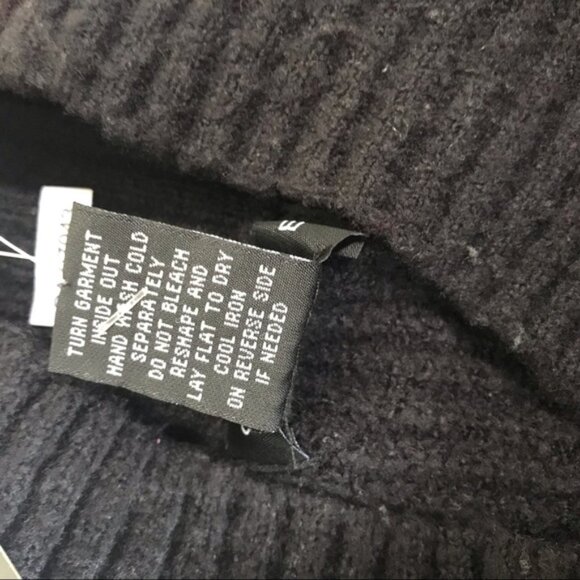 TURN GARMENT
INSIDE OUT
HAND WASH COLD
SEPARATELY
DO NOT BLEACH
RESHAPE AND
LAY FLAT TO DRY
COOL IRON
ON REVERSE SIDE
IF NEEDED